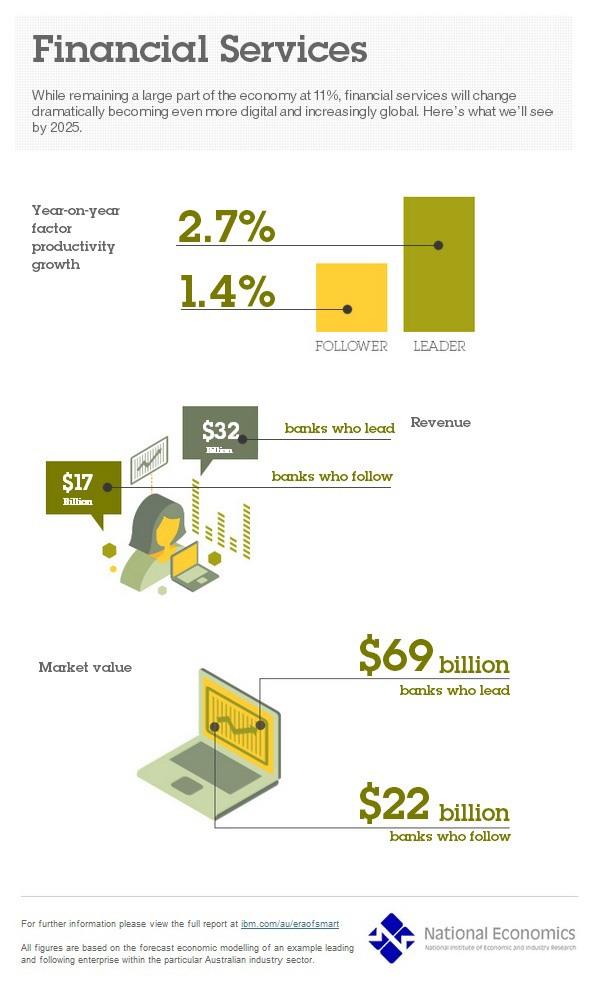 Financial Services
While remaining a large part of the economy at 11%, financial services will change
dramatically becoming even more digital and increasingly global. Here's what we'll see
by 2025.
Year-on-year
factor
productivity
growth
2.7%
1.4%
FOLLOWER
LEADER
$32
Billion
banks who lead
Revenue
$17
Billion
banks who follow
Market value
$69 billion
banks who lead
$22 billion
banks who follow
For further information please view the full report at ibm.com/au/eraofsmart
All figures are based on the forecast economic modelling of an example leading
and following enterprise within the particular Australian industry sector.
National Economics
National Institute of Economic and Industry Research